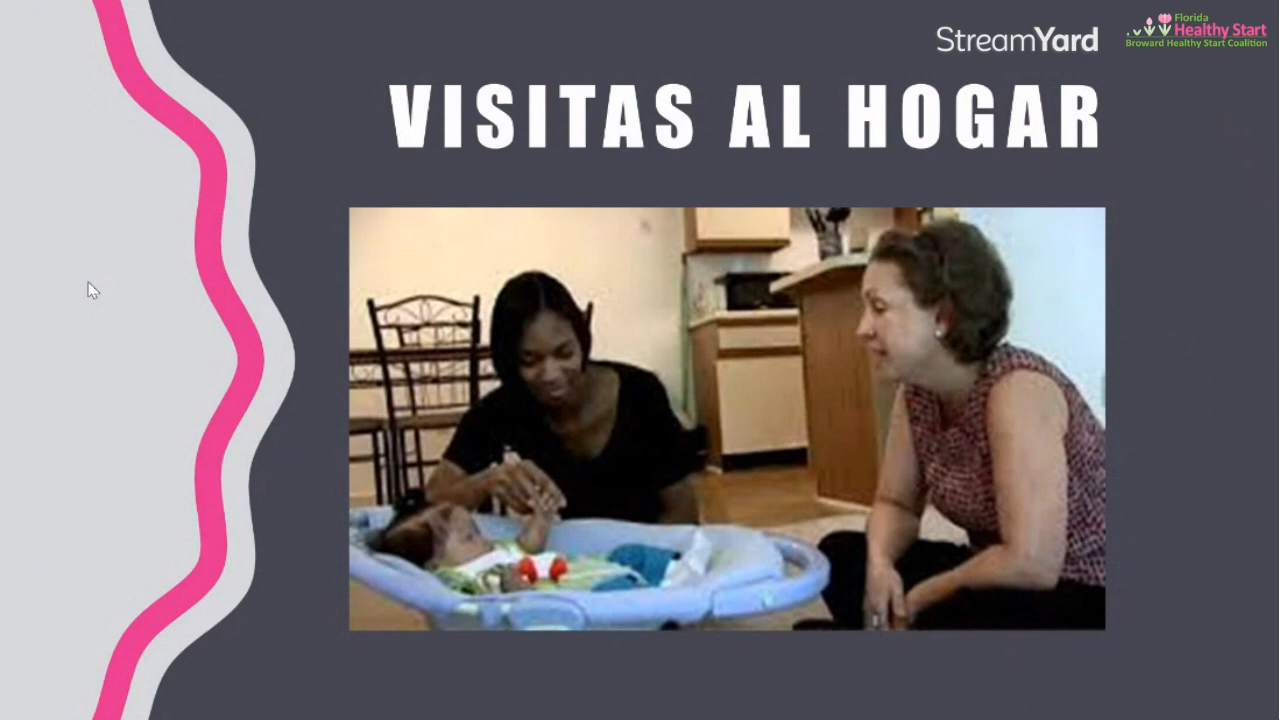 StreamYard
Florida
Healthy Start
Broward Healthy Start Coalition
VISITAS AL HOGAR